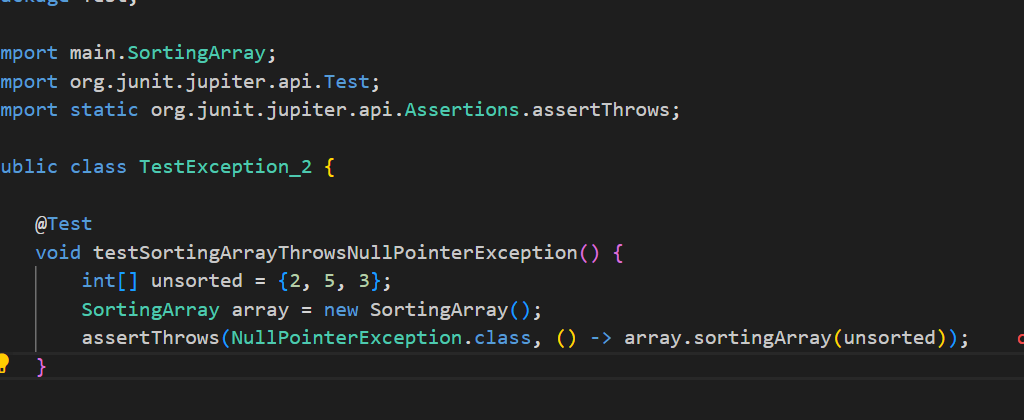 ckage Test;
mport main.SortingArray;
mport org.junit.jupiter.api.Test;
mport static org.junit.jupiter.api.Assertions.assertThrows;
ublic class TestException_2 {
@Test
void testSortingArrayThrowsNullPointerException() {
int[] unsorted = {2, 5, 3};
SortingArray array = new SortingArray();
assertThrows(NullPointerException.class, () -> array.sortingArray(unsorted));
}